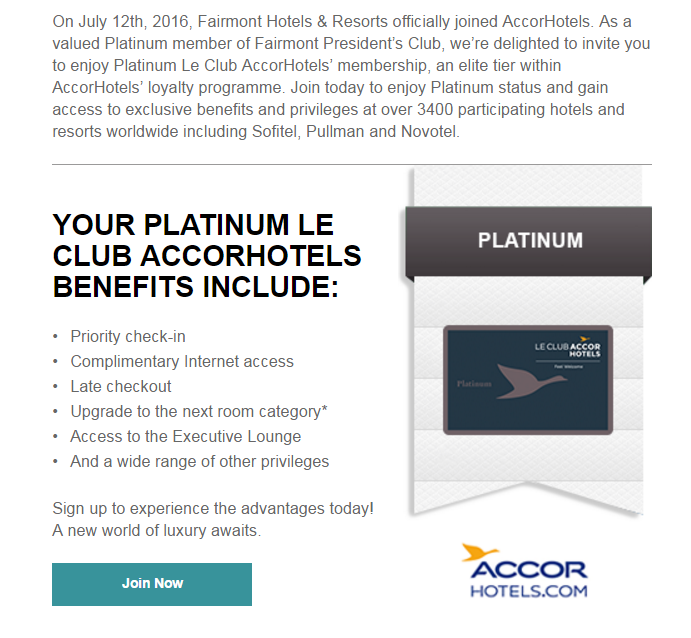 On July 12th, 2016, Fairmont Hotels & Resorts officially joined AccorHotels. As a
valued Platinum member of Fairmont President's Club, we're delighted to invite you
to enjoy Platinum Le Club AccorHotels' membership, an elite tier within
AccorHotels' loyalty programme. Join today to enjoy Platinum status and gain
access to exclusive benefits and privileges at over 3400 participating hotels and
resorts worldwide including Sofitel, Pullman and Novotel.
YOUR PLATINUM LE
CLUB ACCORHOTELS
BENEFITS INCLUDE:
• Priority check-in
• Complimentary Internet access
• Late checkout
• Upgrade to the next room category*
• Access to the Executive Lounge
• And a wide range of other privileges
Sign up to experience the advantages today!
A new world of luxury awaits.
Join Now
PLATINUM
LE CLUB ACCOR
HOTELS
Feel Welcome
Platinum
ACCOR
HOTELS.COM